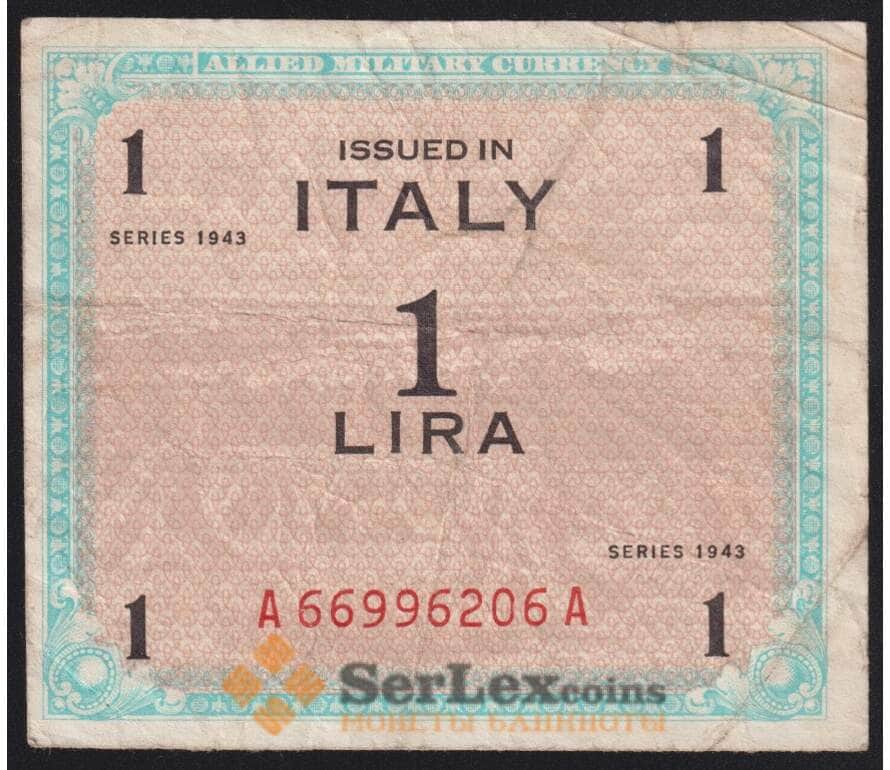 ALLIED MILITARY CURRENCY
1
ISSUED IN
1
ITALY
SERIES 1943
1
LIRA
SERIES 1943
A 66996206 A
1
1
SerLexcoins
МОНЕТЫ БАНКНОТЫ